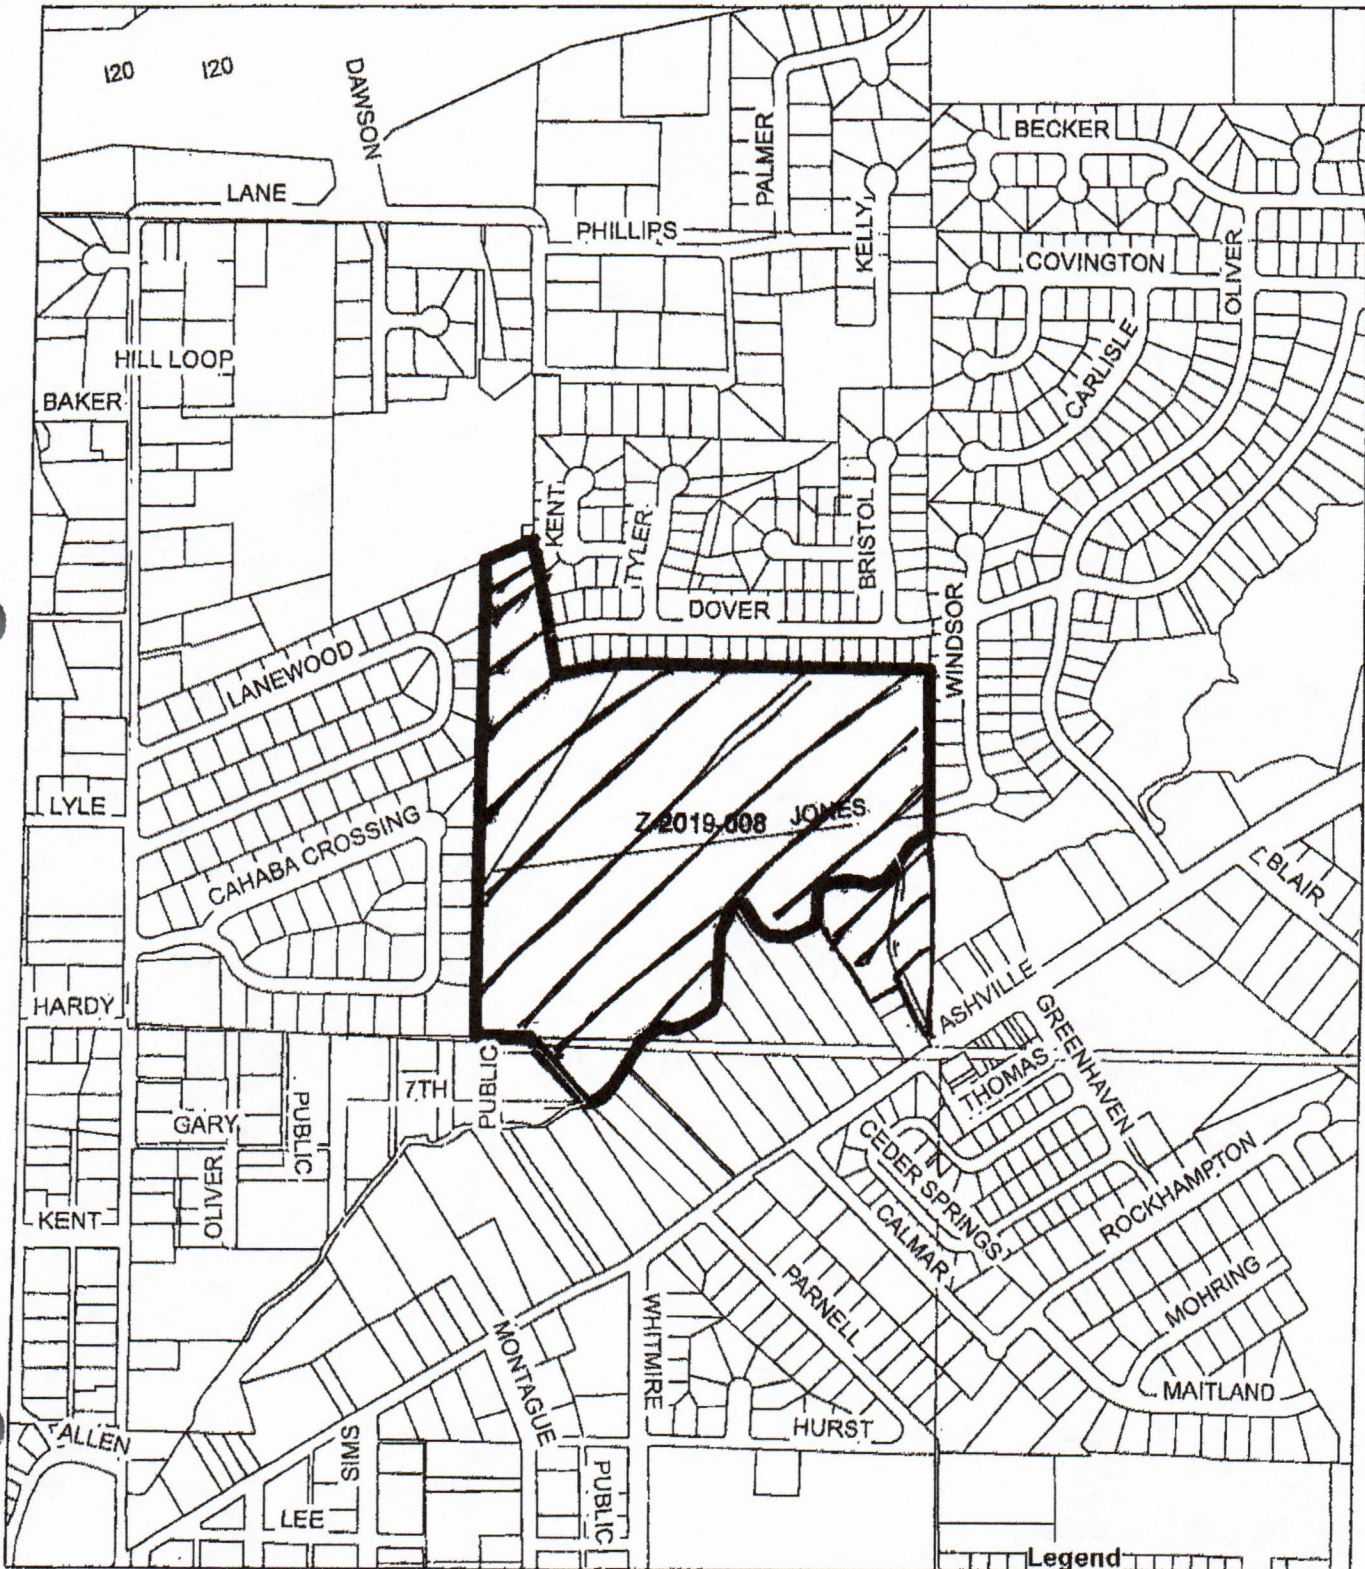 120
120
DAWSON
LANE
PHILLIPS
PALMER
KELLY
BECKER
COVINGTON
OLIVER
CARLISLE
HILL LOOP
BAKER
KENT
TYLER
BRISTOL
DOVER
WINDSOR
LANEWOOD
LYLE
CAHABA CROSSING
Z-2019-008
JONES
BLAIR
HARDY
ASHVILLE
GREENHAVEN
THOMAS
7TH
PUBLIC
GARY
PUBLIC
OLIVER
KENT
CEDER SPRINGS
CALMAR
ROCKHAMPTON
MOHRING
PARNELL
WHITMIRE
MONTAGUE
MAITLAND
HURST
ALLEN
SIMS
LEE
PUBLIC
Legend